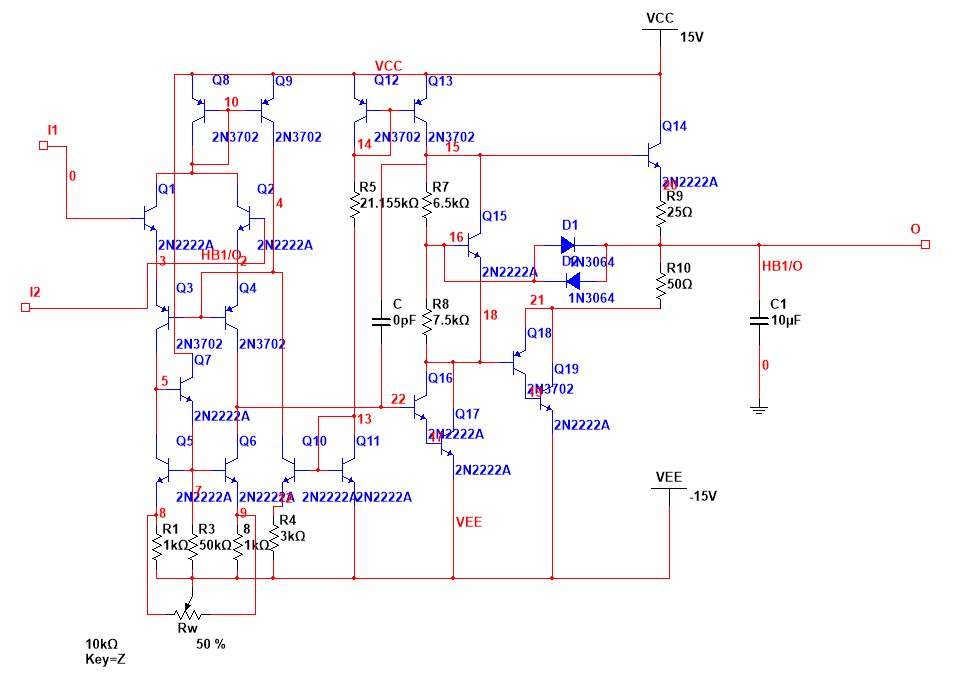 VCC
15V
VCC
Q8
Q9
Q12
Q13
10
2N3702
2N3702
2N3702
2N3702
Q14
I1
14
15
2N2222A
20
0
Q1
Q2
R5
21.155kΩ
R7
6.5kΩ
R9
25Ω
4
Q15
D1
O
2N2222A
2N2222A
HB1/O
16
1N3064
3
2
D2
2N2222A
HB1/O
R10
50Ω
I2
Q3
Q4
1N3064
21
C
0pF
R8
7.5kΩ
18
C1
10µF
2N3702
2N3702
Q18
Q7
0
5
Q16
Q19
2N3702
19
22
2N2222A
Q17
13
2N2222A
17
2N2222A
Q5
Q6
Q10
Q11
2N2222A
2N2222A
2N2222A
2N2222A
2N2222A
VEE
-15V
7
12
8
9
R1
1kΩ
R3
50kΩ
8
1kΩ
R4
3kΩ
VEE
Rw
10kΩ
50 %
Key=Z